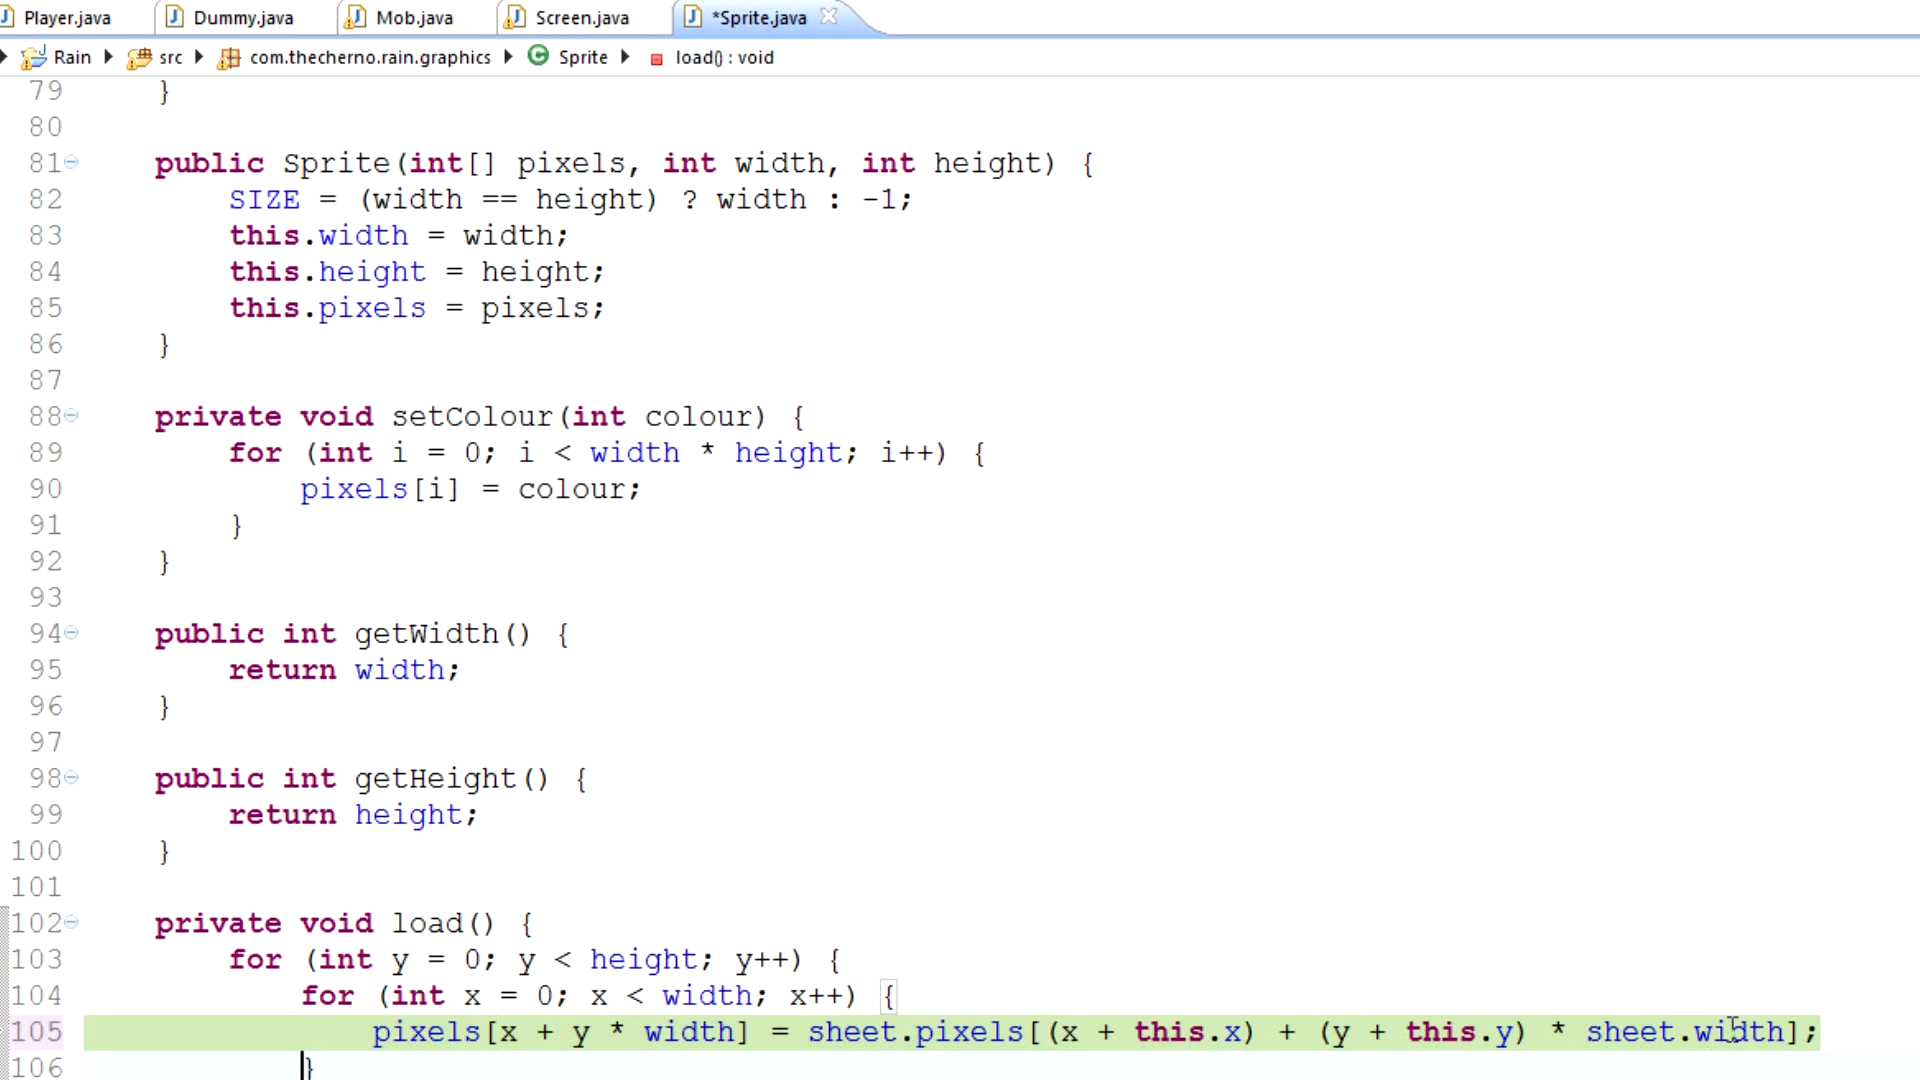 Player.java Dummy.java Mob.java Screen.java *Sprite.java
Rain src com.thecherno.rain.graphics Sprite load() : void
79 }
80
81 public Sprite(int[] pixels, int width, int height) {
82 SIZE = (width == height) ? width : -1;
83 this.width = width;
84 this.height = height;
85 this.pixels = pixels;
86 }
87
88 private void setColour(int colour) {
89 for (int i = 0; i < width * height; i++) {
90 pixels[i] = colour;
91 }
92 }
93
94 public int getWidth() {
95 return width;
96 }
97
98 public int getHeight() {
99 return height;
100 }
101
102 private void load() {
103 for (int y = 0; y < height; y++) {
104 for (int x = 0; x < width; x++) {
105 pixels[x + y * width] = sheet.pixels[(x + this.x) + (y + this.y) * sheet.width];
106 }